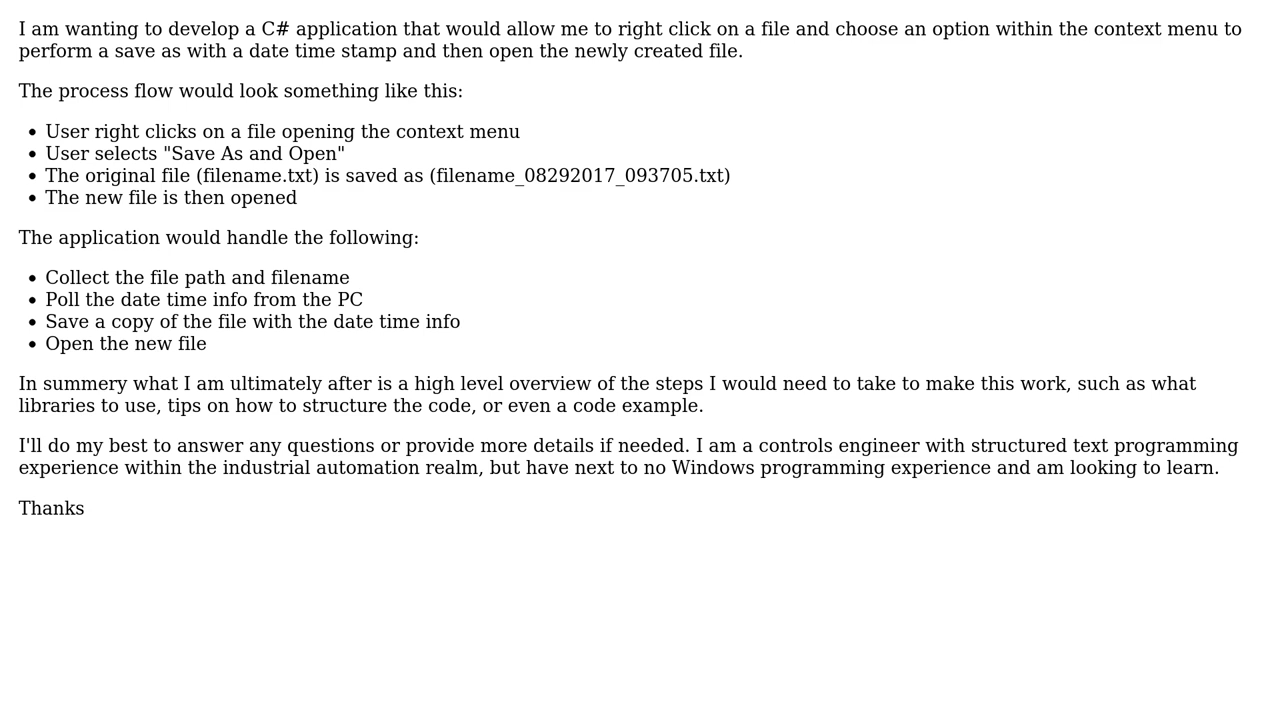 I am wanting to develop a C# application that would allow me to right click on a file and choose an option within the context menu to
perform a save as with a date time stamp and then open the newly created file.
The process flow would look something like this:
• User right clicks on a file opening the context menu
• User selects "Save As and Open"
• The original file (filename.txt) is saved as (filename_08292017_093705.txt)
• The new file is then opened
The application would handle the following:
• Collect the file path and filename
• Poll the date time info from the PC
• Save a copy of the file with the date time info
• Open the new file
In summery what I am ultimately after is a high level overview of the steps I would need to take to make this work, such as what
libraries to use, tips on how to structure the code, or even a code example.
I'll do my best to answer any questions or provide more details if needed. I am a controls engineer with structured text programming
experience within the industrial automation realm, but have next to no Windows programming experience and am looking to learn.
Thanks